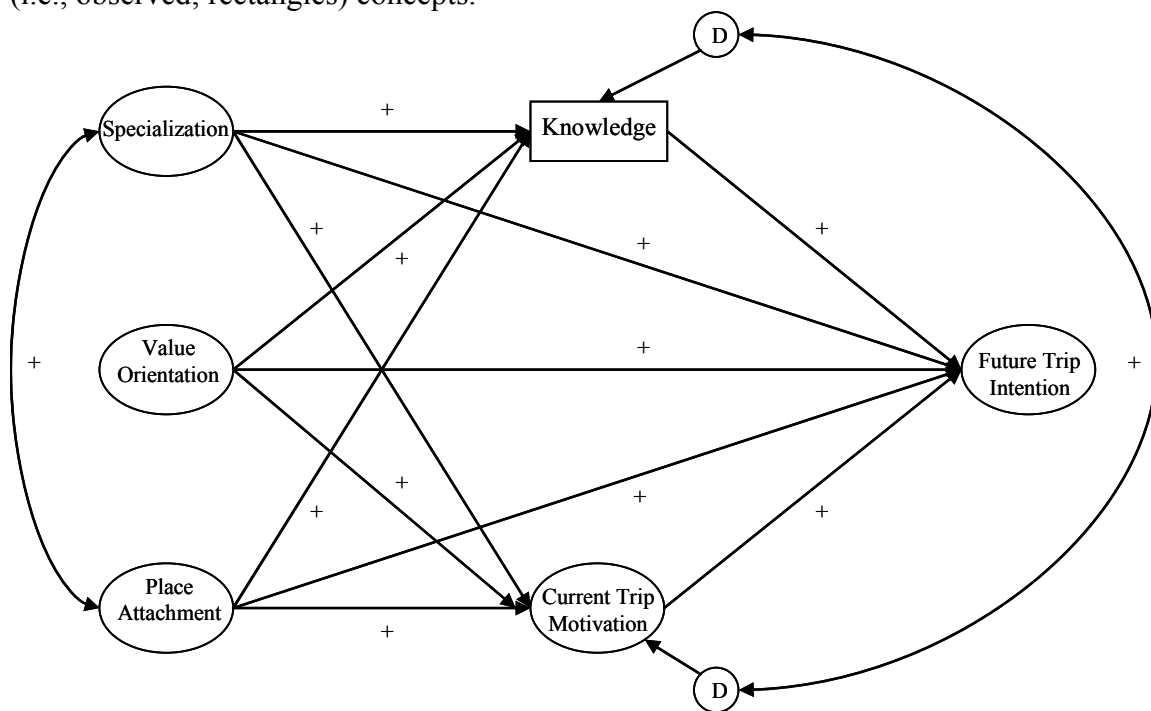 (i.e., observed; rectangles) concepts.
D
+
Specialization
Knowledge
+
+
+
+
+
Value
Orientation
+
+
Future Trip
Intention
+
+
+
+
+
Place
Attachment
Current Trip
Motivation
+
D